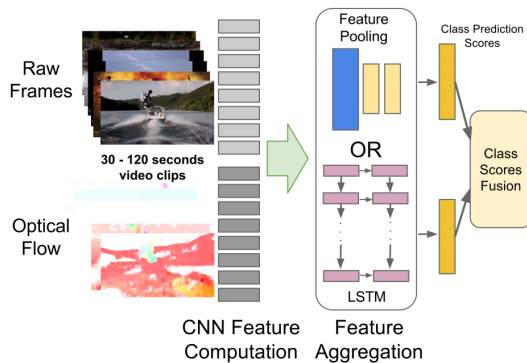 Raw
Frames
30 - 120 seconds
video clips
Optical
Flow
CNN Feature
Computation
Feature
Pooling
OR
LSTM
Feature
Aggregation
Class Prediction
Scores
Class
Scores
Fusion